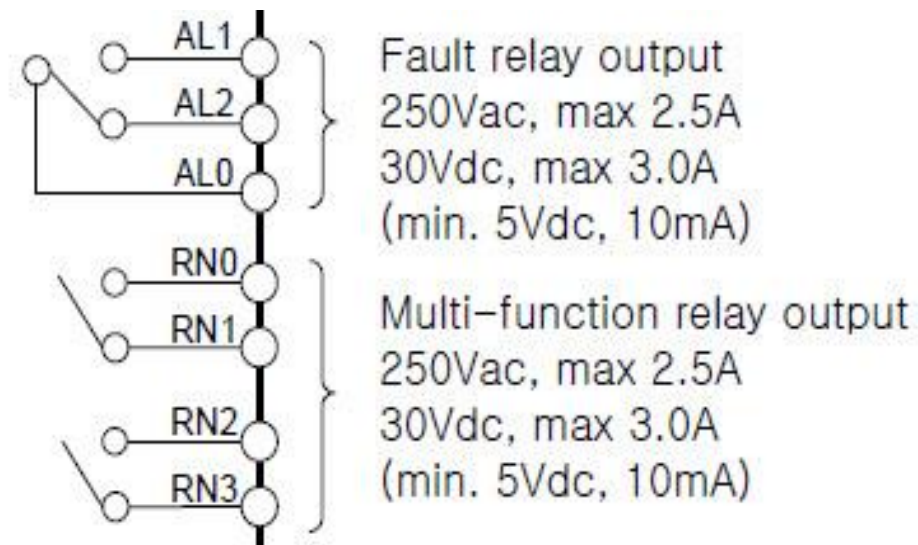 AL1
AL2
AL0
Fault relay output
250Vac, max 2.5A
30Vdc, max 3.0A
(min. 5Vdc, 10mA)
RN0
RN1
RN2
RN3
Multi-function relay output
250Vac, max 2.5A
30Vdc, max 3.0A
(min. 5Vdc, 10mA)